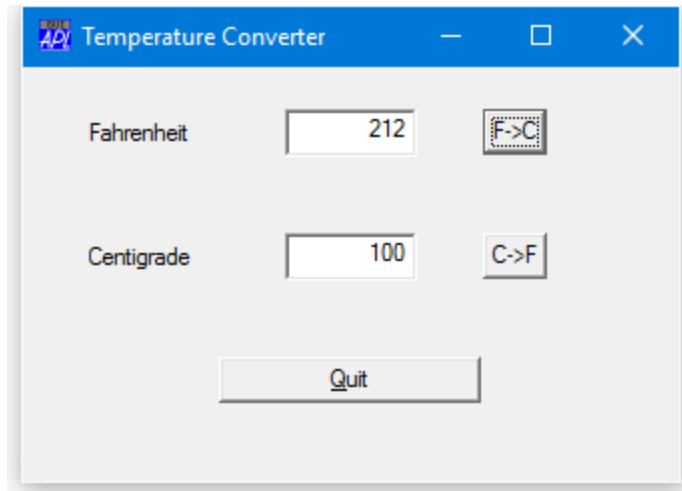 Temperature Converter
Fahrenheit 212 F->C
Centigrade 100 C->F
Quit